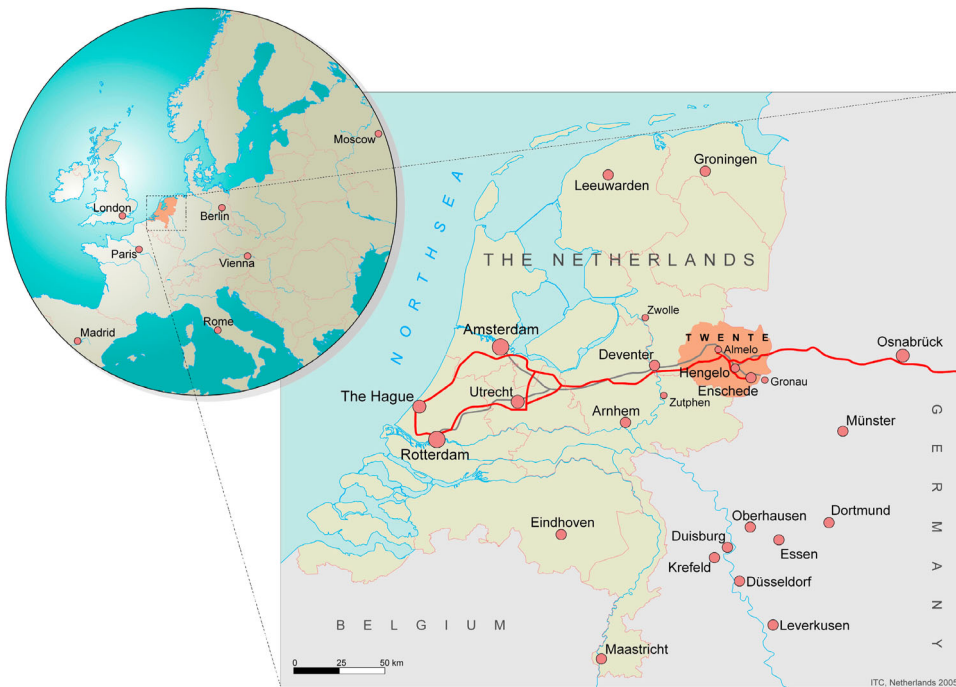 Moscow
London
Berlin
Paris
Vienna
Rome
Madrid
NORTHSEA
Groningen
Leeuwarden
THE NETHERLANDS
Zwolle
TWENTE
Amsterdam
Almelo
Osnabrück
Deventer
Hengelo
Gronau
Enschede
The Hague
Utrecht
Zutphen
Arnhem
Münster
Rotterdam
GERMANY
Eindhoven
Oberhausen
Dortmund
Duisburg
Essen
Krefeld
Düsseldorf
BELGIUM
Leverkusen
Maastricht
0 25 50 km
ITC, Netherlands 2005